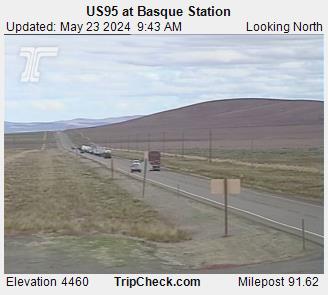 US95 at Basque Station
Updated: May 23 2024 9:43 AM Looking North
Elevation 4460 TripCheck.com Milepost 91.62